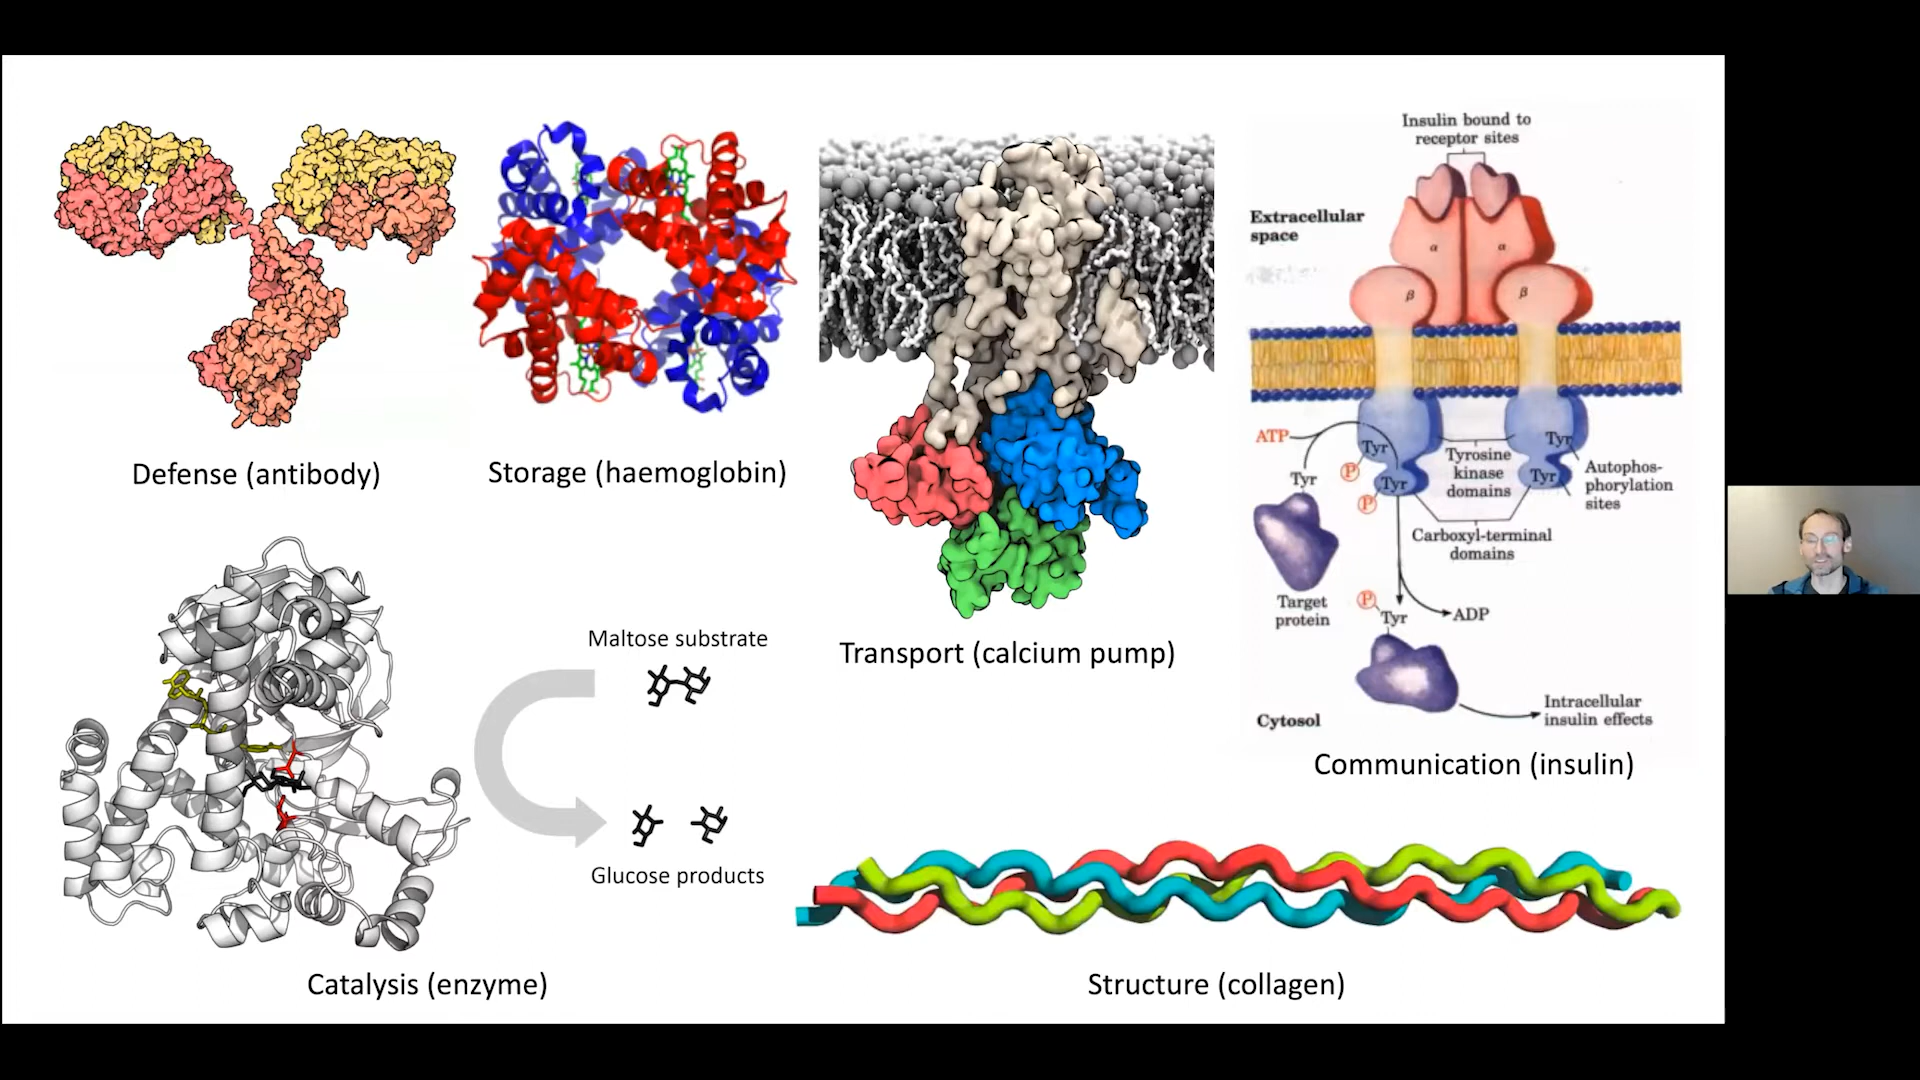 Defense (antibody)
Storage (haemoglobin)
Transport (calcium pump)
Insulin bound to
receptor sites
Extracellular
space
α
α
β
β
ATP
Tyr
Tyr
P
Tyr
P
Tyrosine
kinase
domains
Tyr
Tyr
Autophos-
phorylation
sites
Carboxyl-terminal
domains
Target
protein
P
Tyr
ADP
Cytosol
Intracellular
insulin effects
Communication (insulin)
Maltose substrate
Glucose products
Catalysis (enzyme)
Structure (collagen)